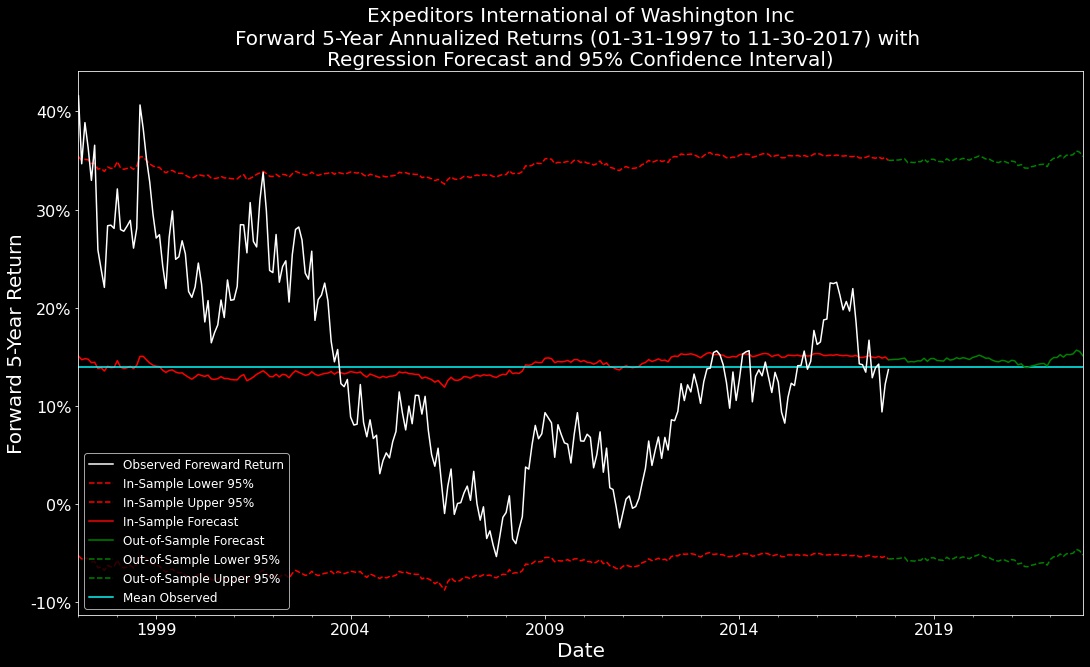 Expeditors International of Washington Inc
Forward 5-Year Annualized Returns (01-31-1997 to 11-30-2017) with
Regression Forecast and 95% Confidence Interval)
Forward 5-Year Return
40%
30%
20%
10%
0%
-10%
Observed Foreward Return
In-Sample Lower 95%
In-Sample Upper 95%
In-Sample Forecast
Out-of-Sample Forecast
Out-of-Sample Lower 95%
Out-of-Sample Upper 95%
Mean Observed
1999 2004 2009 2014 2019
Date